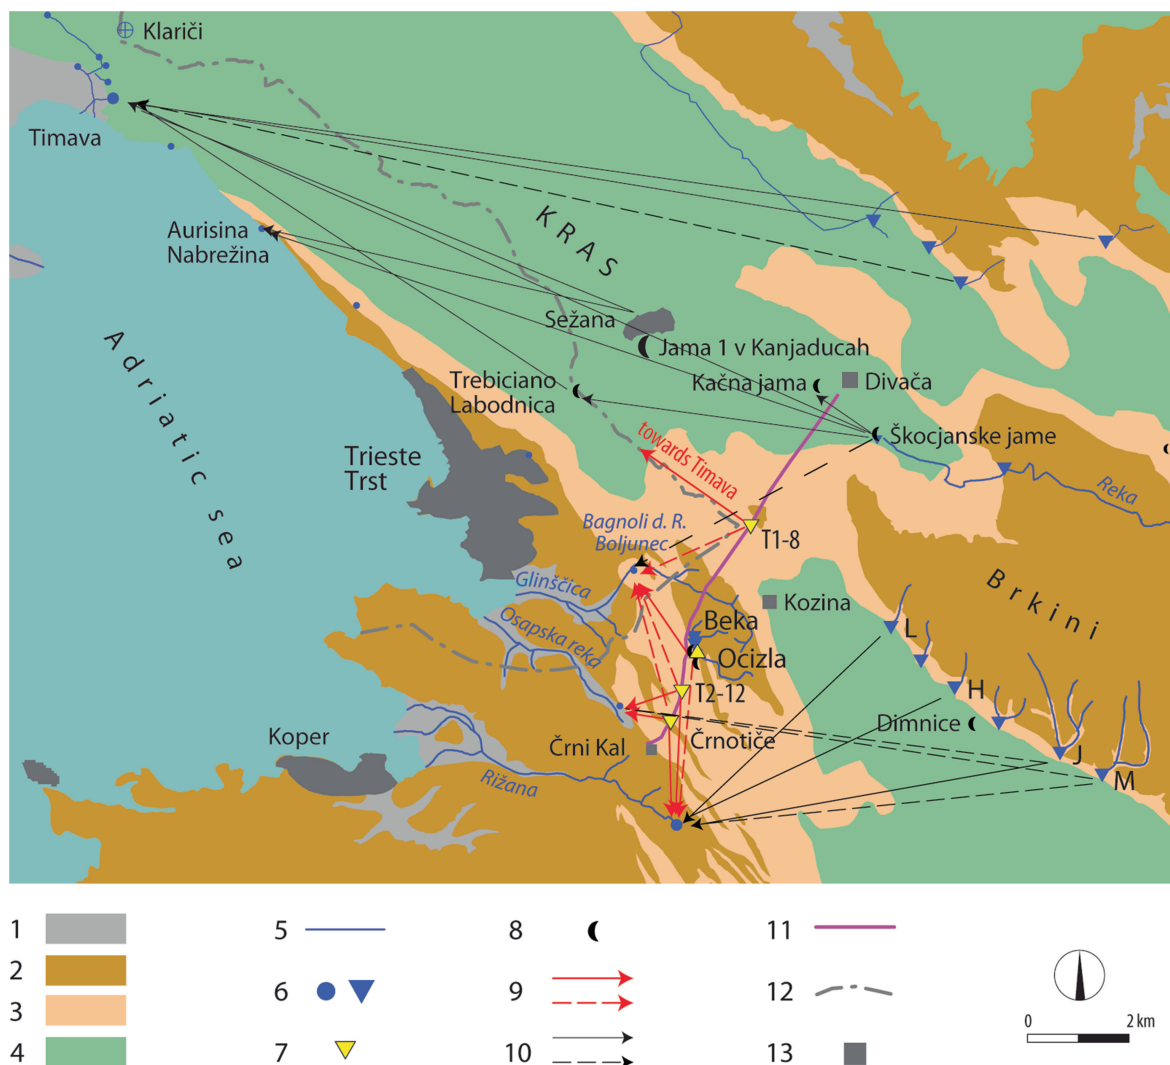 Klariči
Timava
KRAS
Aurisina
Nabrežina
Adriatic sea
Sežana
Jama 1 v Kanjaducah
Trebiciano
Labodnica
Kačna jama
Divača
Trieste
Trst
towards Timava
Škocjanske jame
Reka
Bagnoli d. R.
Boljunec
T1-8
Brkini
Glinščica
Kozina
Osapska reka
Beka
L
Ocizla
T2-12
H
Dimnice
Koper
Črni Kal
Črnotiče
J
M
Rižana
1
2
3
4
5
6
7
8
9
10
11
12
13
0 2 km